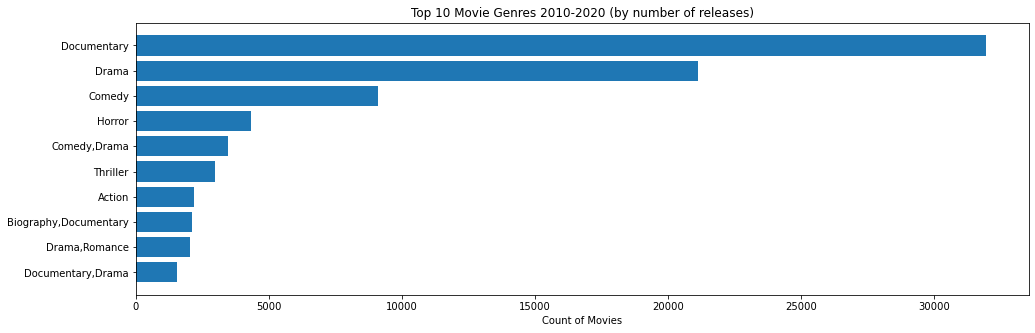 Top 10 Movie Genres 2010-2020 (by number of releases)
Documentary
Drama
Comedy
Horror
Comedy,Drama
Thriller
Action
Biography,Documentary
Drama,Romance
Documentary,Drama
0 5000 10000 15000 20000 25000 30000
Count of Movies